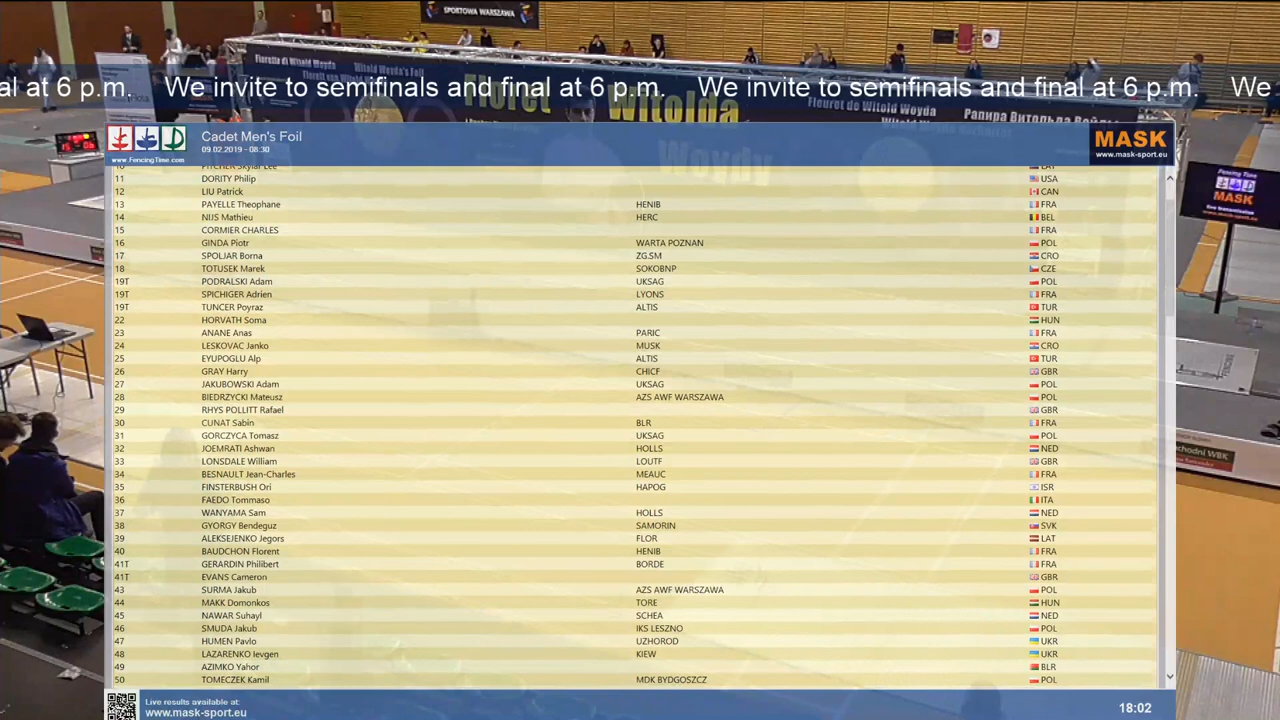 SPORTOWA WARSZAWA
al at 6 p.m. We invite to semifinals and final at 6 p.m. We invite to semifinals and final at 6 p.m. We
Floret Witolda
Woydy
Cadet Men's Foil
09.02.2019 - 08:30
www.FencingTime.com
MASK
www.mask-sport.eu
Fencing Time
MASK
11 DORITY Philip USA
12 LIU Patrick CAN
13 PAYELLE Theophane HENIB FRA
14 NIJS Mathieu HERC BEL
15 CORMIER CHARLES FRA
16 GINDA Piotr WARTA POZNAN POL
17 SPOLJAR Borna ZG.SM CRO
18 TOTUSEK Marek SOKOBNP CZE
19T PODRALSKI Adam UKSAG POL
19T SPICHIGER Adrien LYONS FRA
19T TUNCER Poyraz ALTIS TUR
22 HORVATH Soma HUN
23 ANANE Anas PARIC FRA
24 LESKOVAC Janko MUSK CRO
25 EYUPOGLU Alp ALTIS TUR
26 GRAY Harry CHICF GBR
27 JAKUBOWSKI Adam UKSAG POL
28 BIEDRZYCKI Mateusz AZS AWF WARSZAWA POL
29 RHYS POLLITT Rafael GBR
30 CUNAT Sabin BLR FRA
31 GORCZYCA Tomasz UKSAG POL
32 JOEMRATI Ashwan HOLLS NED
33 LONSDALE William LOUTF GBR
34 BESNAULT Jean-Charles MEAUC FRA
35 FINSTERBUSH Ori HAPOG ISR
36 FAEDO Tommaso ITA
37 WANYAMA Sam HOLLS NED
38 GYORGY Bendeguz SAMORIN SVK
39 ALEKSEJENKO Jegors FLOR LAT
40 BAUDCHON Florent HENIB FRA
41T GERARDIN Philibert BORDE FRA
41T EVANS Cameron GBR
43 SURMA Jakub AZS AWF WARSZAWA POL
44 MAKK Domonkos TORE HUN
45 NAWAR Suhayl SCHEA NED
46 SMUDA Jakub IKS LESZNO POL
47 HUMEN Pavlo UZHOROD UKR
48 LAZARENKO Ievgen KIEW UKR
49 AZIMKO Yahor BLR
50 TOMECZEK Kamil MDK BYDGOSZCZ POL
Live results available at:
www.mask-sport.eu
18:02